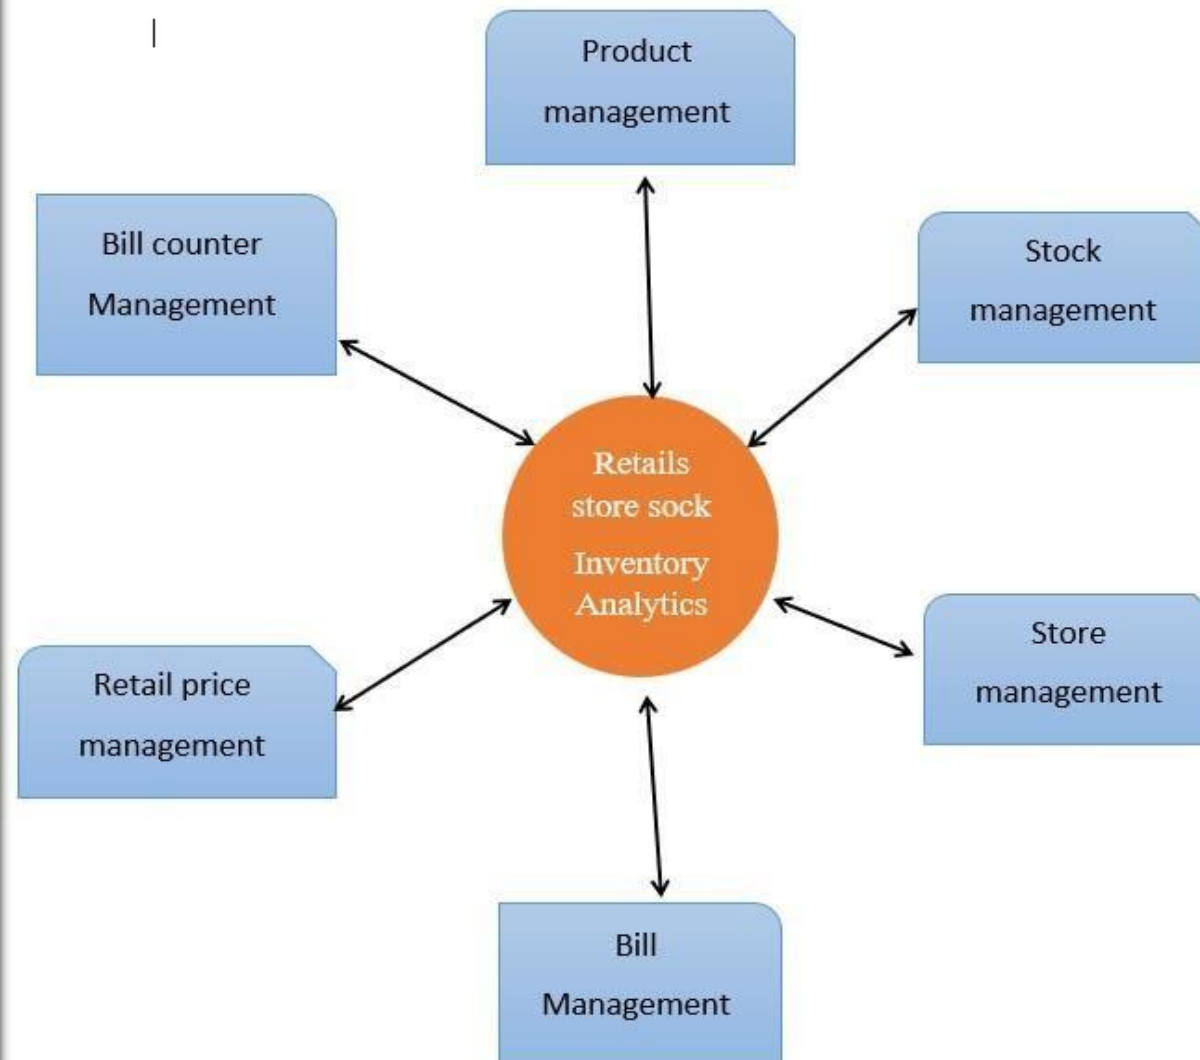 Product
management
Bill counter
Management
Stock
management
Retails
store sock
Inventory
Analytics
Retail price
management
Store
management
Bill
Management